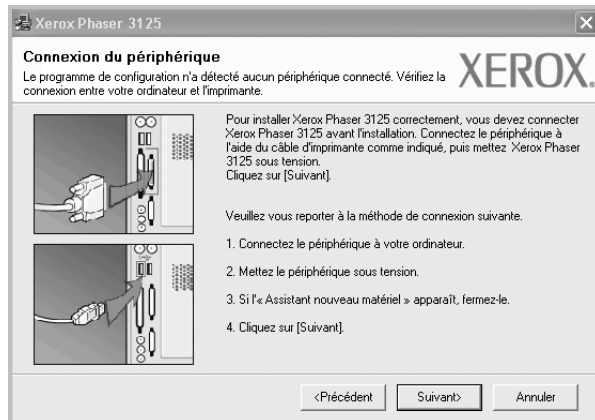 Xerox Phaser 3125
Connexion du périphérique
Le programme de configuration n'a détecté aucun périphérique connecté. Vérifiez la
connexion entre votre ordinateur et l'imprimante.
XEROX.
Pour installer Xerox Phaser 3125 correctement, vous devez connecter
Xerox Phaser 3125 avant l'installation. Connectez le périphérique à
l'aide du câble d'imprimante comme indiqué, puis mettez Xerox Phaser
3125 sous tension.
Cliquez sur [Suivant].
Veuillez vous reporter à la méthode de connexion suivante.
1. Connectez le périphérique à votre ordinateur.
2. Mettez le périphérique sous tension.
3. Si l'« Assistant nouveau matériel » apparaît, fermez-le.
4. Cliquez sur [Suivant].
<Précédent
Suivant>
Annuler